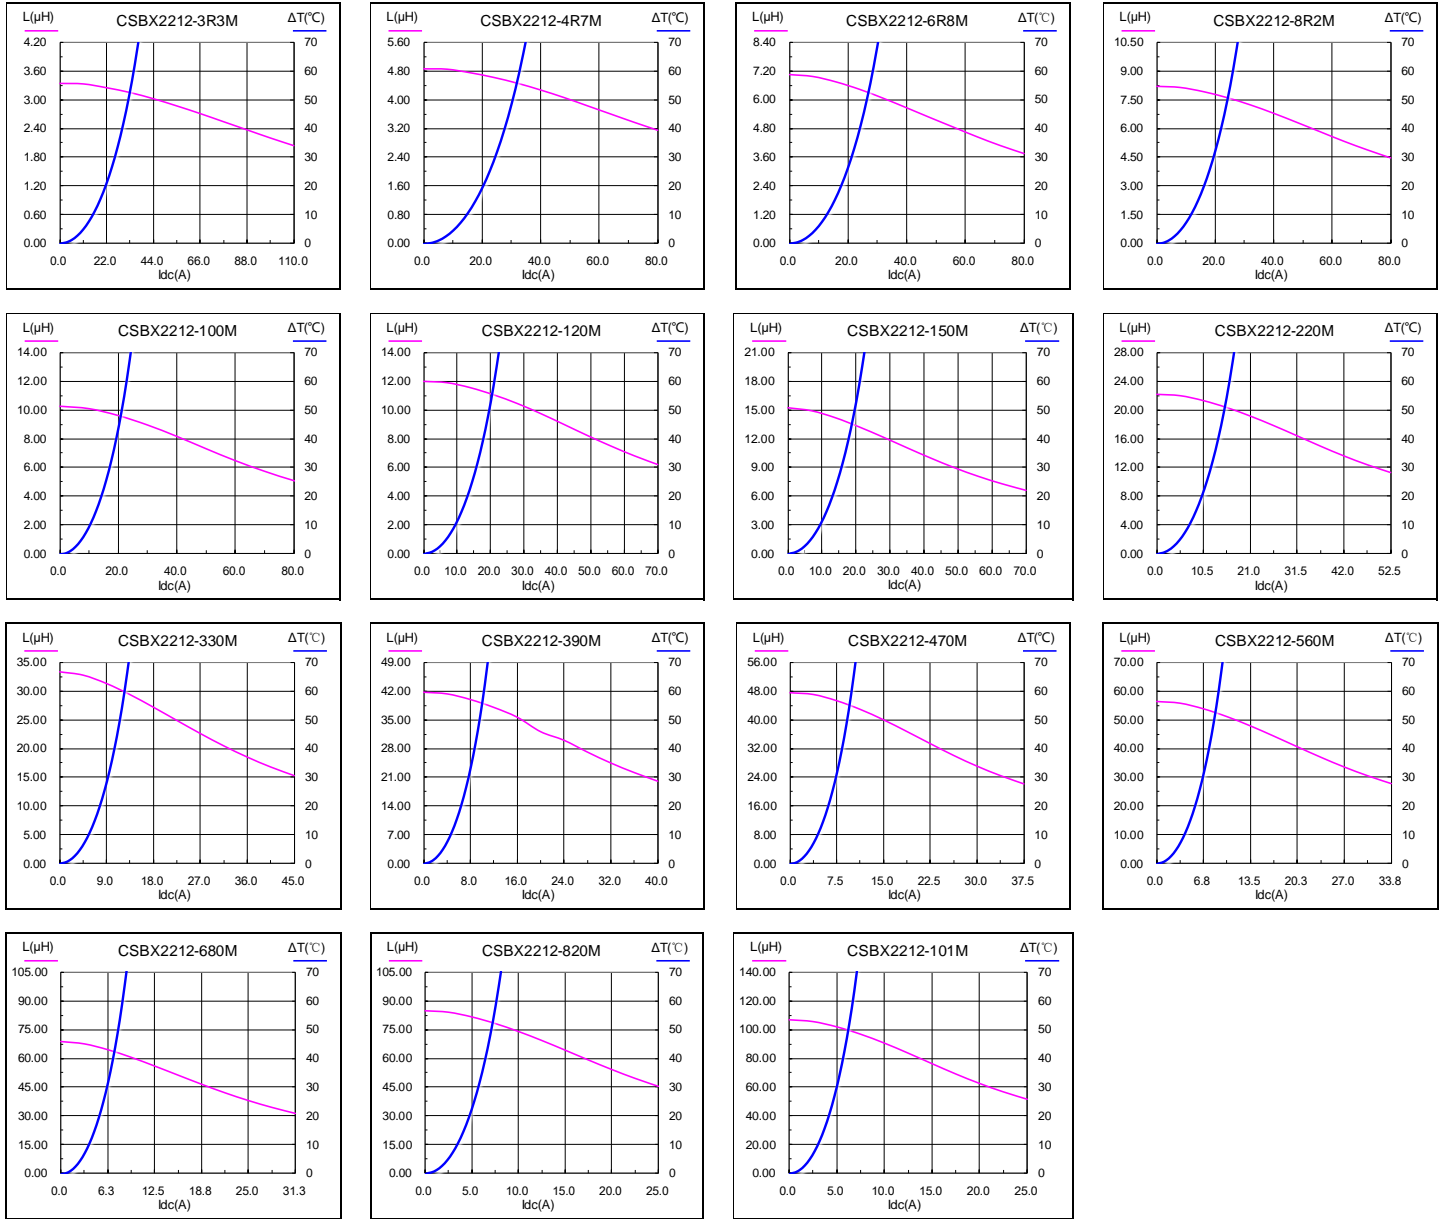 L(μH) CSBX2212-3R3M ΔT(℃)
4.20 70
3.60 60
3.00 50
2.40 40
1.80 30
1.20 20
0.60 10
0.00 0
0.0 22.0 44.0 66.0 88.0 110.0
Idc(A)
L(μH) CSBX2212-4R7M ΔT(℃)
5.60 70
4.80 60
4.00 50
3.20 40
2.40 30
1.60 20
0.80 10
0.00 0
0.0 20.0 40.0 60.0 80.0
Idc(A)
L(μH) CSBX2212-6R8M ΔT(℃)
8.40 70
7.20 60
6.00 50
4.80 40
3.60 30
2.40 20
1.20 10
0.00 0
0.0 20.0 40.0 60.0 80.0
Idc(A)
L(μH) CSBX2212-8R2M ΔT(℃)
10.50 70
9.00 60
7.50 50
6.00 40
4.50 30
3.00 20
1.50 10
0.00 0
0.0 20.0 40.0 60.0 80.0
Idc(A)
L(μH) CSBX2212-100M ΔT(℃)
14.00 70
12.00 60
10.00 50
8.00 40
6.00 30
4.00 20
2.00 10
0.00 0
0.0 20.0 40.0 60.0 80.0
Idc(A)
L(μH) CSBX2212-120M ΔT(℃)
14.00 70
12.00 60
10.00 50
8.00 40
6.00 30
4.00 20
2.00 10
0.00 0
0.0 10.0 20.0 30.0 40.0 50.0 60.0 70.0
Idc(A)
L(μH) CSBX2212-150M ΔT(℃)
21.00 70
18.00 60
15.00 50
12.00 40
9.00 30
6.00 20
3.00 10
0.00 0
0.0 10.0 20.0 30.0 40.0 50.0 60.0 70.0
Idc(A)
L(μH) CSBX2212-220M ΔT(℃)
28.00 70
24.00 60
20.00 50
16.00 40
12.00 30
8.00 20
4.00 10
0.00 0
0.0 10.5 21.0 31.5 42.0 52.5
Idc(A)
L(μH) CSBX2212-330M ΔT(℃)
35.00 70
30.00 60
25.00 50
20.00 40
15.00 30
10.00 20
5.00 10
0.00 0
0.0 9.0 18.0 27.0 36.0 45.0
Idc(A)
L(μH) CSBX2212-390M ΔT(℃)
49.00 70
42.00 60
35.00 50
28.00 40
21.00 30
14.00 20
7.00 10
0.00 0
0.0 8.0 16.0 24.0 32.0 40.0
Idc(A)
L(μH) CSBX2212-470M ΔT(℃)
56.00 70
48.00 60
40.00 50
32.00 40
24.00 30
16.00 20
8.00 10
0.00 0
0.0 7.5 15.0 22.5 30.0 37.5
Idc(A)
L(μH) CSBX2212-560M ΔT(℃)
70.00 70
60.00 60
50.00 50
40.00 40
30.00 30
20.00 20
10.00 10
0.00 0
0.0 6.8 13.5 20.3 27.0 33.8
Idc(A)
L(μH) CSBX2212-680M ΔT(℃)
105.00 70
90.00 60
75.00 50
60.00 40
45.00 30
30.00 20
15.00 10
0.00 0
0.0 6.3 12.5 18.8 25.0 31.3
Idc(A)
L(μH) CSBX2212-820M ΔT(℃)
105.00 70
90.00 60
75.00 50
60.00 40
45.00 30
30.00 20
15.00 10
0.00 0
0.0 5.0 10.0 15.0 20.0 25.0
Idc(A)
L(μH) CSBX2212-101M ΔT(℃)
140.00 70
120.00 60
100.00 50
80.00 40
60.00 30
40.00 20
20.00 10
0.00 0
0.0 5.0 10.0 15.0 20.0 25.0
Idc(A)